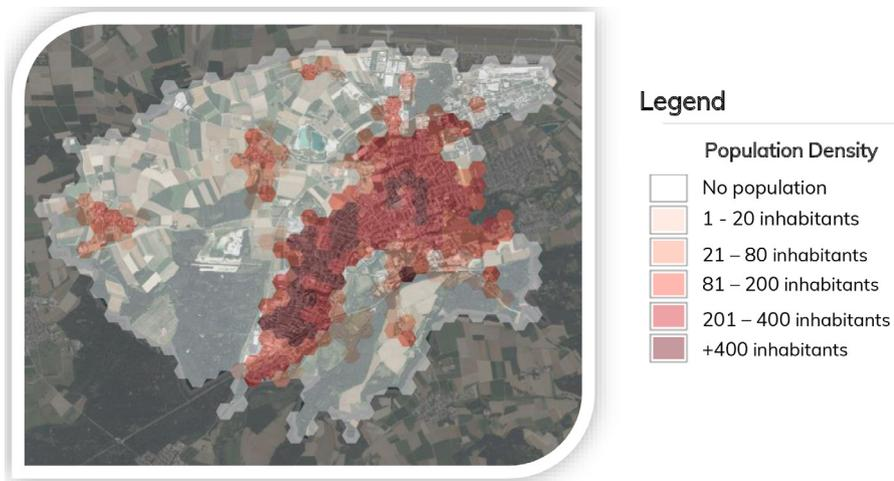 Legend
Population Density
No population
1 - 20 inhabitants
21 – 80 inhabitants
81 – 200 inhabitants
201 – 400 inhabitants
+400 inhabitants